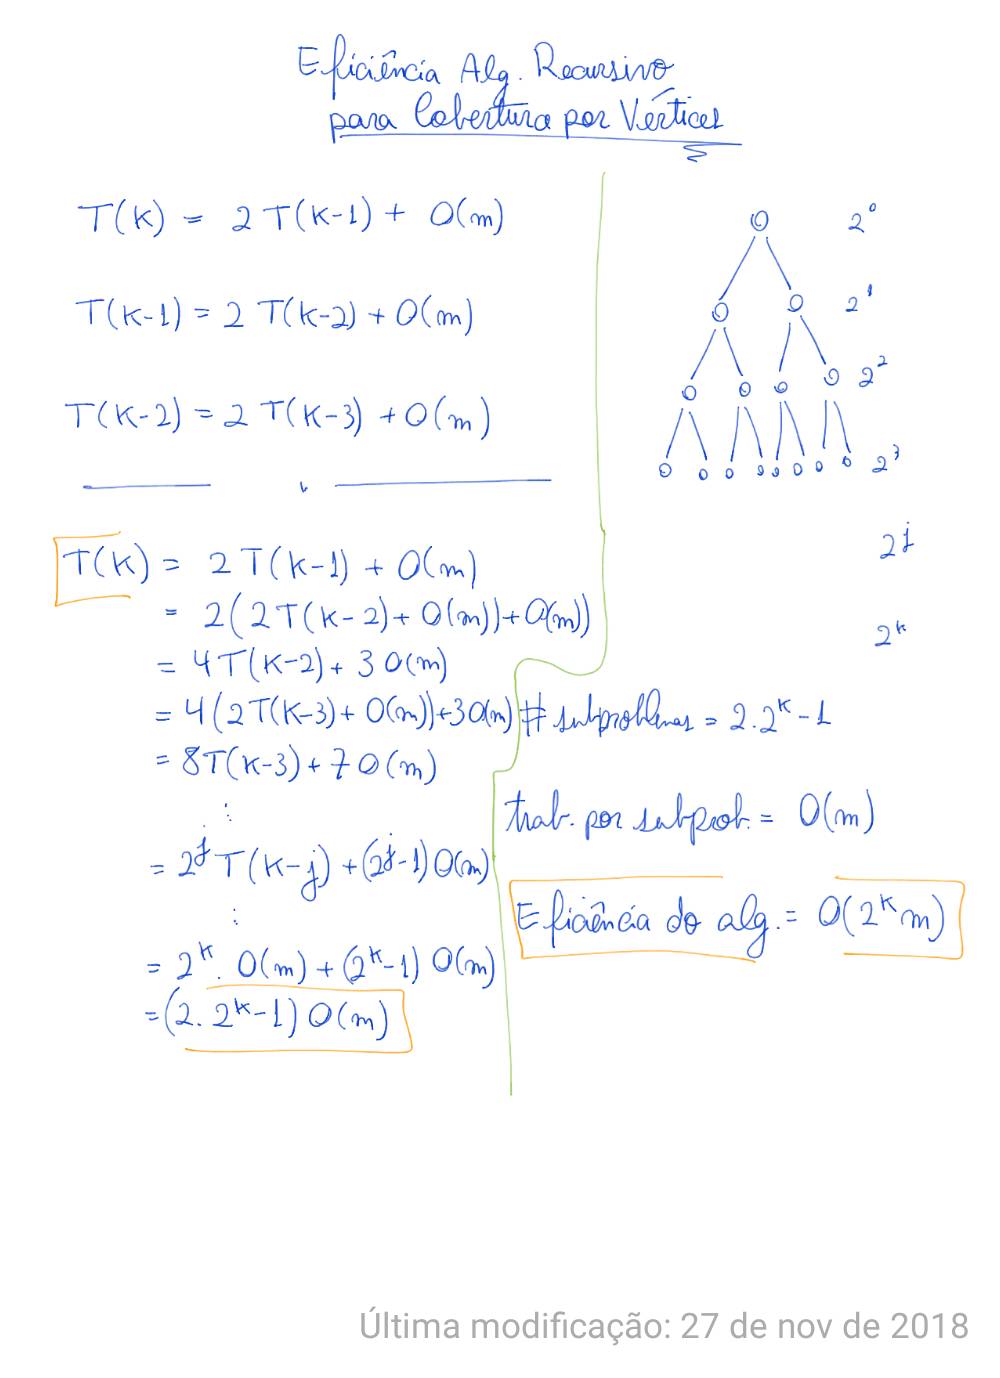 Eficiência Alg. Recursivo
para Cobertura por Vértices
T(k) = 2T(k-1) + O(m)
T(k-1) = 2T(k-2) + O(m)
T(k-2) = 2T(k-3) + O(m)
T(k) = 2T(k-1) + O(m)
= 2(2T(k-2) + O(m)) + O(m))
= 4T(k-2) + 3O(m)
= 4(2T(k-3) + O(m)) + 3O(m)
= 8T(k-3) + 7O(m)
⋮
= 2^j T(k-j) + (2^j-1) O(m)
⋮
= 2^k. O(m) + (2^k-1) O(m)
= (2. 2^k-1) O(m)
2^0
2^1
2^2
2^3
2^j
2^k
# subproblemas = 2.2^k - 1
trab. por subprob. = O(m)
Eficiência do alg. = O(2^k m)
Última modificação: 27 de nov de 2018